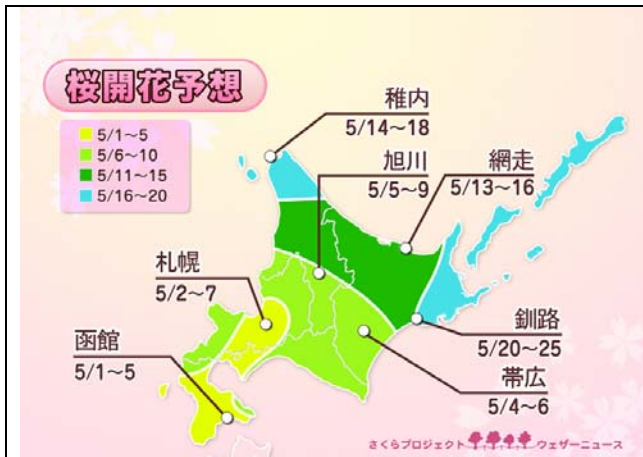 桜開花予想
5/1～5
5/6～10
5/11～15
5/16～20
稚内
5/14～18
旭川
5/5～9
網走
5/13～16
札幌
5/2～7
函館
5/1～5
釧路
5/20～25
帯広
5/4～6
さくらプロジェクト ウェザーニュース